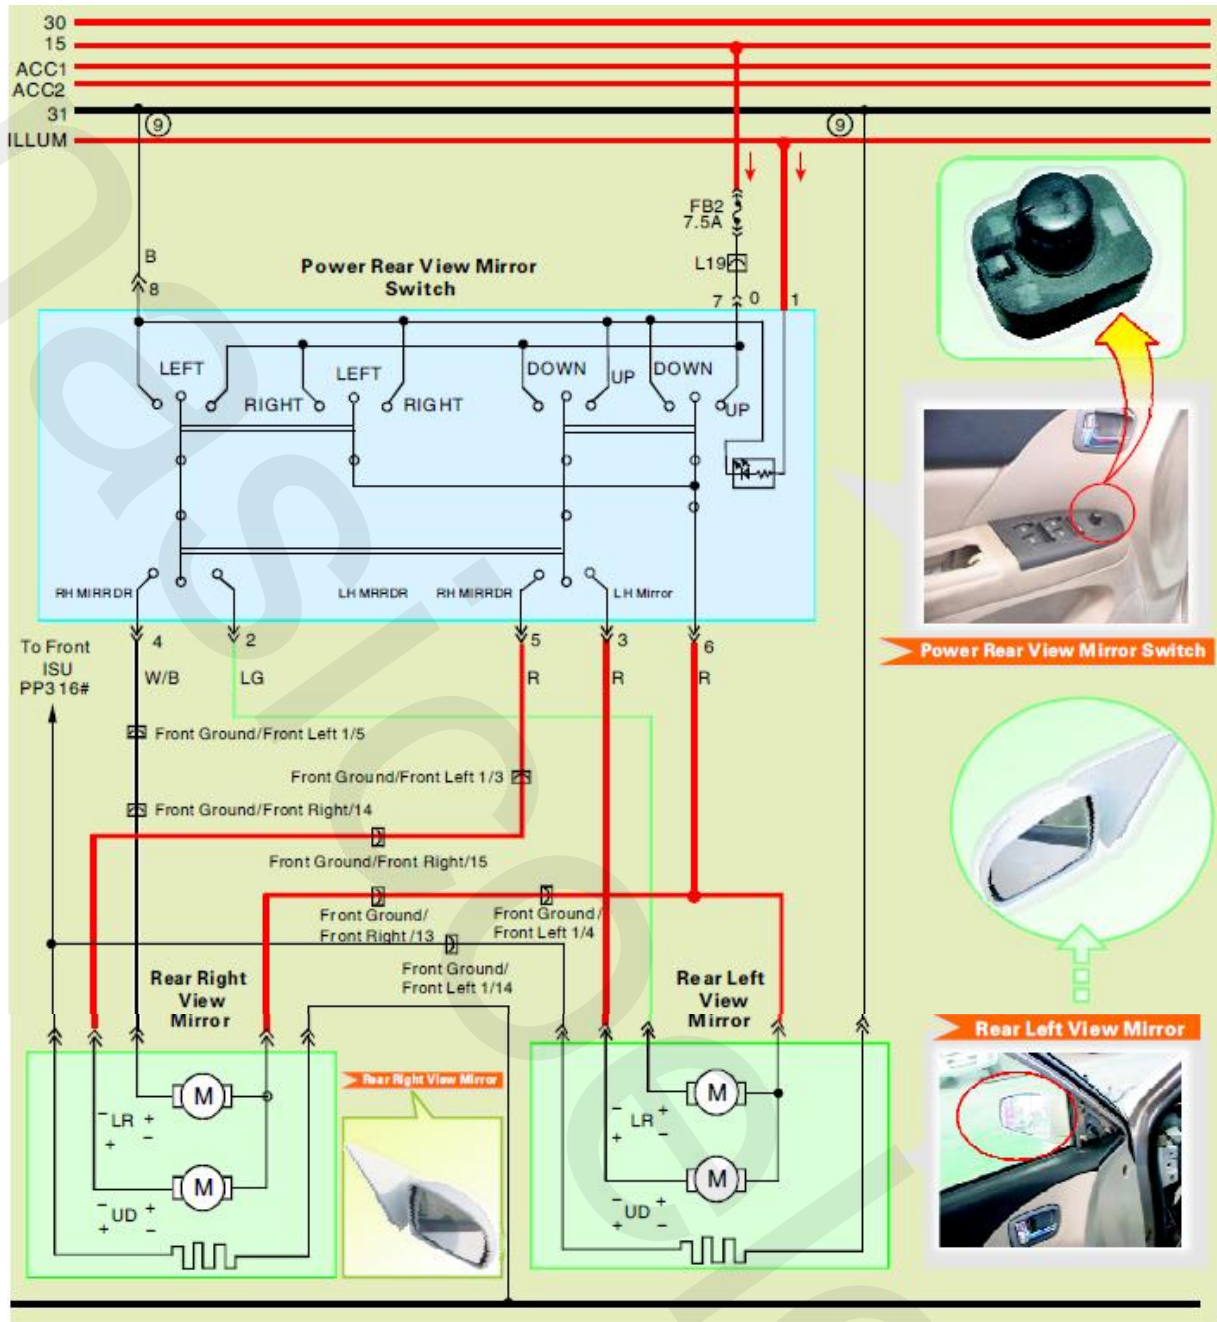 30
15
ACC1
ACC2
31
ILLUM
9
9
FB2
7.5A
B
L19
Power Rear View Mirror
Switch
8
7
0
1
LEFT
LEFT
DOWN
UP
DOWN
RIGHT
RIGHT
UP
RH MIRRDR
LH MRRDR
RH MIRRDR
LH Mirror
4
2
5
3
6
To Front
ISU
PP316#
W/B
LG
R
R
R
Power Rear View Mirror Switch
Front Ground/Front Left 1/5
Front Ground/Front Left 1/3
Front Ground/Front Right/14
Front Ground/Front Right/15
Front Ground/
Front Right /13
Front Ground/
Front Left 1/4
Front Ground/
Front Left 1/14
Rear Right
View
Mirror
Rear Left
View
Mirror
Rear Left View Mirror
Rear Right View Mirror
M
- LR +
+ -
M
- UD +
+ -
M
- LR +
+ -
M
- UD +
+ -